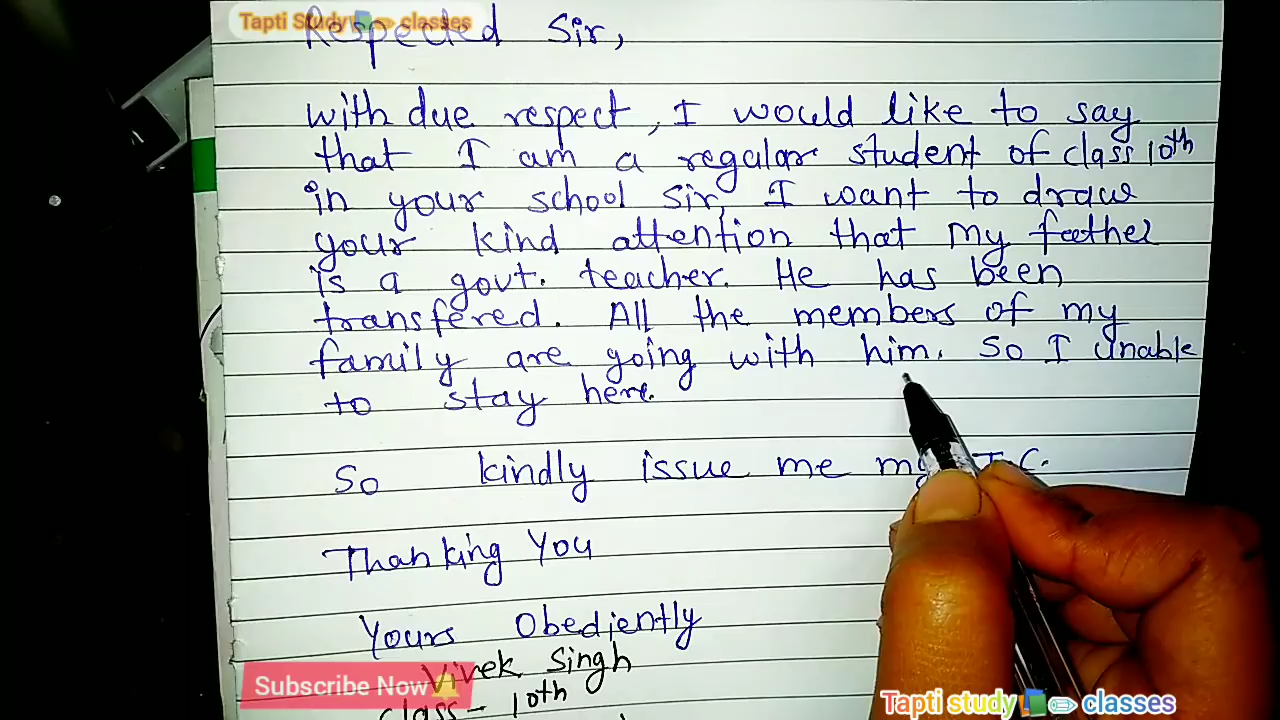 Tapti Study classes
Respected Sir,
with due respect, I would like to say
that I am a regular student of class 10th
in your school sir, I want to draw
your kind attention that my father
is a govt. teacher. He has been
transfered. All the members of my
family are going with him. So I unable
to stay here.
So kindly issue me my T.C.
Thanking You
Yours Obediently
Vivek Singh
Subscribe Now
class - 10th
Tapti study classes